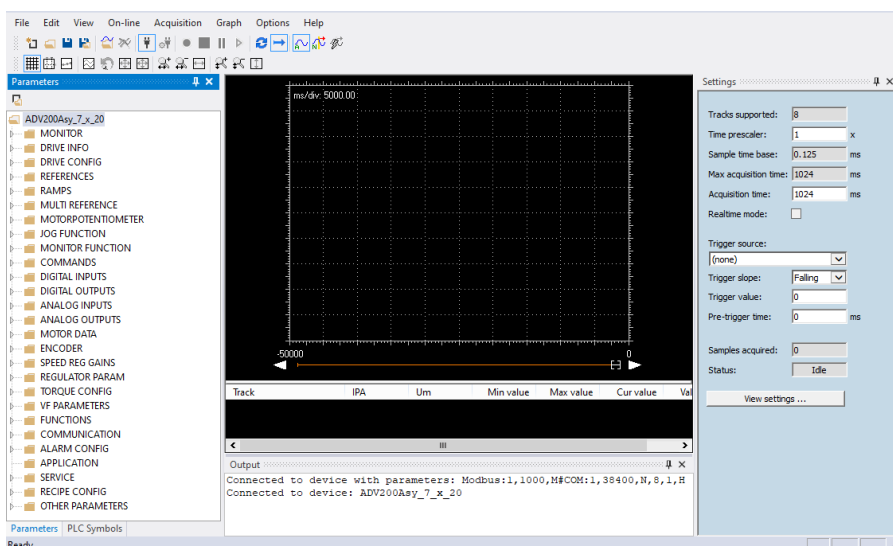 File Edit View On-line Acquisition Graph Options Help
Parameters
ADV200Asy_7_x_20
MONITOR
DRIVE INFO
DRIVE CONFIG
REFERENCES
RAMPS
MULTI REFERENCE
MOTORPOTENTIOMETER
JOG FUNCTION
MONITOR FUNCTION
COMMANDS
DIGITAL INPUTS
DIGITAL OUTPUTS
ANALOG INPUTS
ANALOG OUTPUTS
MOTOR DATA
ENCODER
SPEED REG GAINS
REGULATOR PARAM
TORQUE CONFIG
VF PARAMETERS
FUNCTIONS
COMMUNICATION
ALARM CONFIG
APPLICATION
SERVICE
RECIPE CONFIG
OTHER PARAMETERS
Parameters PLC Symbols
ms/div: 5000.00
-50000 0
Track IPA Um Min value Max value Cur value Val
Output
Connected to device with parameters: Modbus:1,1000,M#COM:1,38400,N,8,1,H
Connected to device: ADV200Asy_7_x_20
Settings
Tracks supported: 8
Time prescaler: 1 x
Sample time base: 0.125 ms
Max acquisition time: 1024 ms
Acquisition time: 1024 ms
Realtime mode:
Trigger source:
(none)
Trigger slope: Falling
Trigger value: 0
Pre-trigger time: 0 ms
Samples acquired: 0
Status: Idle
View settings ...
Ready